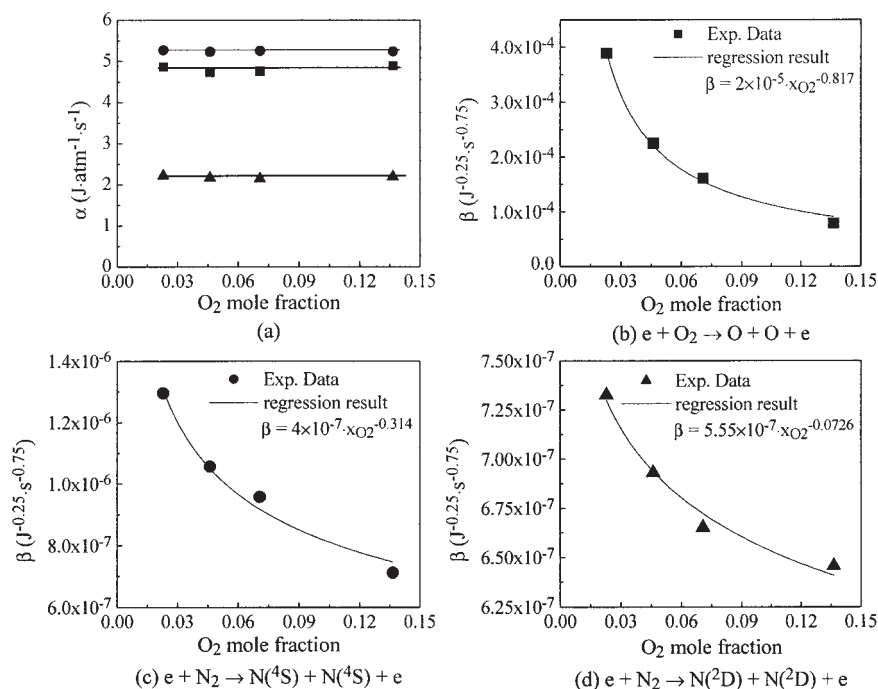 6
5
4
3
2
1
0
0.00 0.03 0.06 0.09 0.12 0.15
α (J·atm⁻¹·s⁻¹)
O₂ mole fraction
(a)
4.0x10⁻⁴
3.0x10⁻⁴
2.0x10⁻⁴
1.0x10⁻⁴
0.0
0.00 0.03 0.06 0.09 0.12 0.15
β (J⁻⁰·²⁵·s⁻⁰·⁷⁵)
Exp. Data
regression result
β = 2×10⁻⁵·x_O2^-0.817
O₂ mole fraction
(b) e + O₂ → O + O + e
1.4x10⁻⁶
1.2x10⁻⁶
1.0x10⁻⁶
8.0x10⁻⁷
6.0x10⁻⁷
0.00 0.03 0.06 0.09 0.12 0.15
β (J⁻⁰·²⁵·s⁻⁰·⁷⁵)
Exp. Data
regression result
β = 4×10⁻⁷·x_O2^-0.314
O₂ mole fraction
(c) e + N₂ → N(⁴S) + N(⁴S) + e
7.50x10⁻⁷
7.25x10⁻⁷
7.00x10⁻⁷
6.75x10⁻⁷
6.50x10⁻⁷
6.25x10⁻⁷
0.00 0.03 0.06 0.09 0.12 0.15
β (J⁻⁰·²⁵·s⁻⁰·⁷⁵)
Exp. Data
regression result
β = 5.55×10⁻⁷·x_O2^-0.0726
O₂ mole fraction
(d) e + N₂ → N(²D) + N(²D) + e